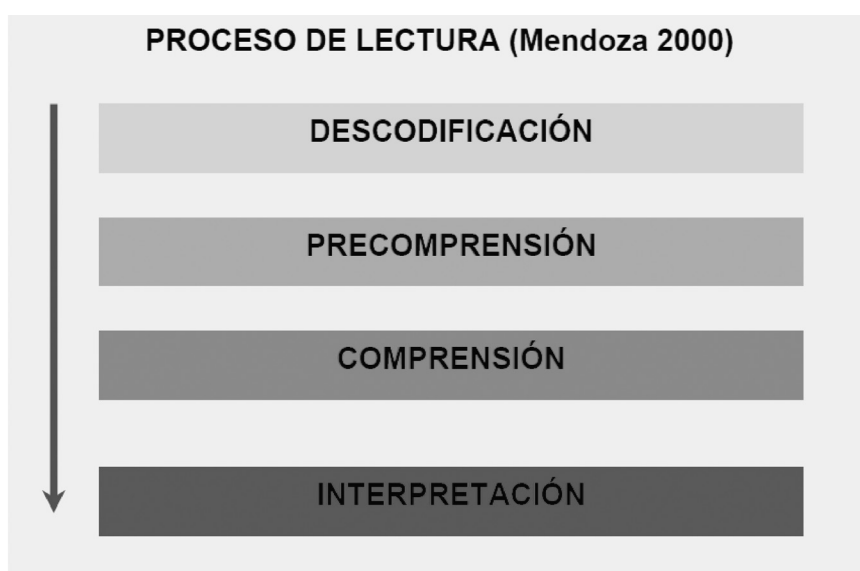 PROCESO DE LECTURA (Mendoza 2000)
DESCODIFICACIÓN
PRECOMPRENSIÓN
COMPRENSIÓN
INTERPRETACIÓN